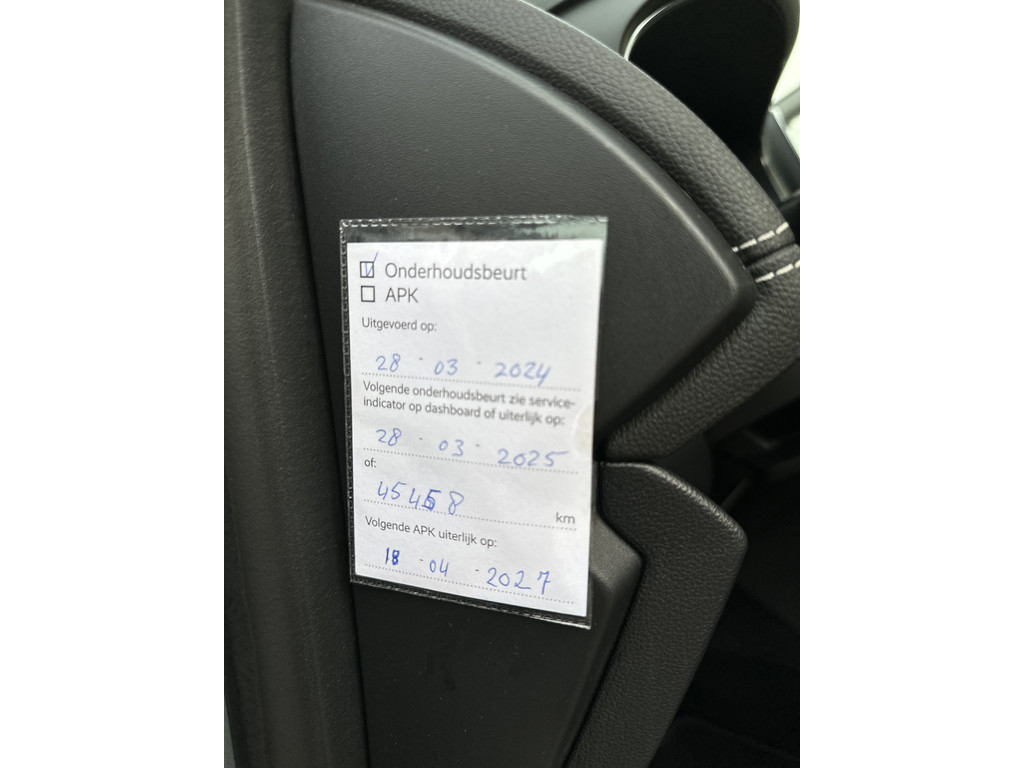 Onderhoudsbeurt
APK
Uitgevoerd op:
28 - 03 - 2024
Volgende onderhoudsbeurt zie service-
indicator op dashboard of uiterlijk op:
28 - 03 - 2025
of:
45458 km
Volgende APK uiterlijk op:
18 - 04 - 2027